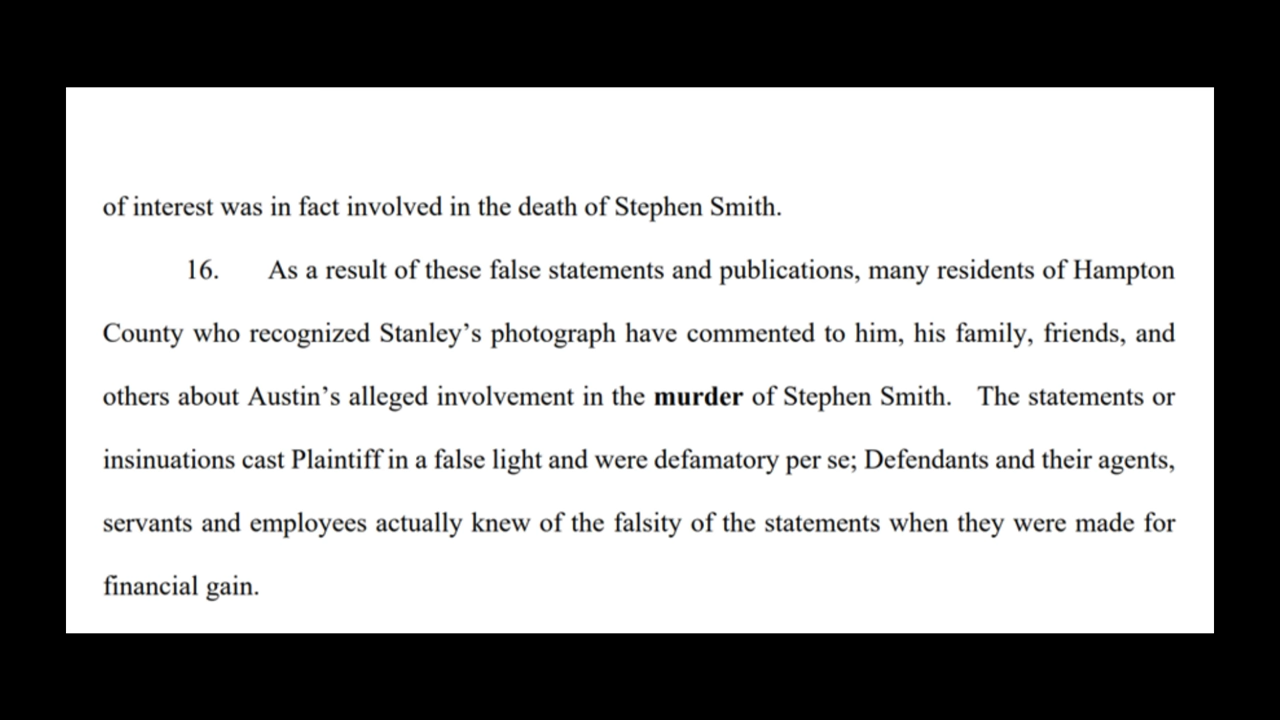 of interest was in fact involved in the death of Stephen Smith.
16. As a result of these false statements and publications, many residents of Hampton
County who recognized Stanley’s photograph have commented to him, his family, friends, and
others about Austin’s alleged involvement in the murder of Stephen Smith. The statements or
insinuations cast Plaintiff in a false light and were defamatory per se; Defendants and their agents,
servants and employees actually knew of the falsity of the statements when they were made for
financial gain.